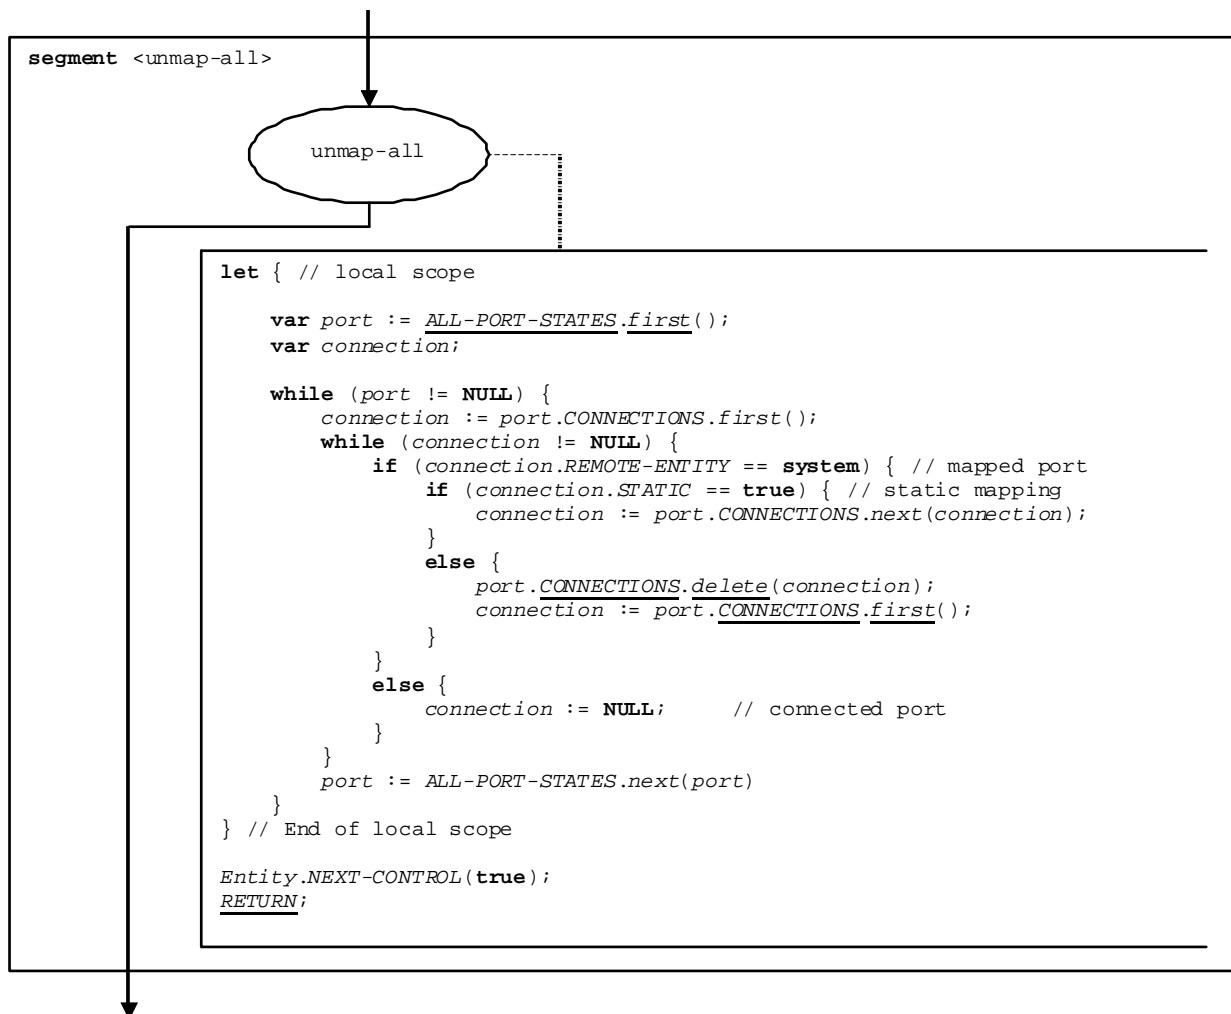 segment <unmap-all>
unmap-all
let { // local scope
var port := ALL-PORT-STATES.first();
var connection;
while (port != NULL) {
connection := port.CONNECTIONS.first();
while (connection != NULL) {
if (connection.REMOTE-ENTITY == system) { // mapped port
if (connection.STATIC == true) { // static mapping
connection := port.CONNECTIONS.next(connection);
}
else {
port.CONNECTIONS.delete(connection);
connection := port.CONNECTIONS.first();
}
}
else {
connection := NULL; // connected port
}
}
port := ALL-PORT-STATES.next(port)
}
} // End of local scope
Entity.NEXT-CONTROL(true);
RETURN;